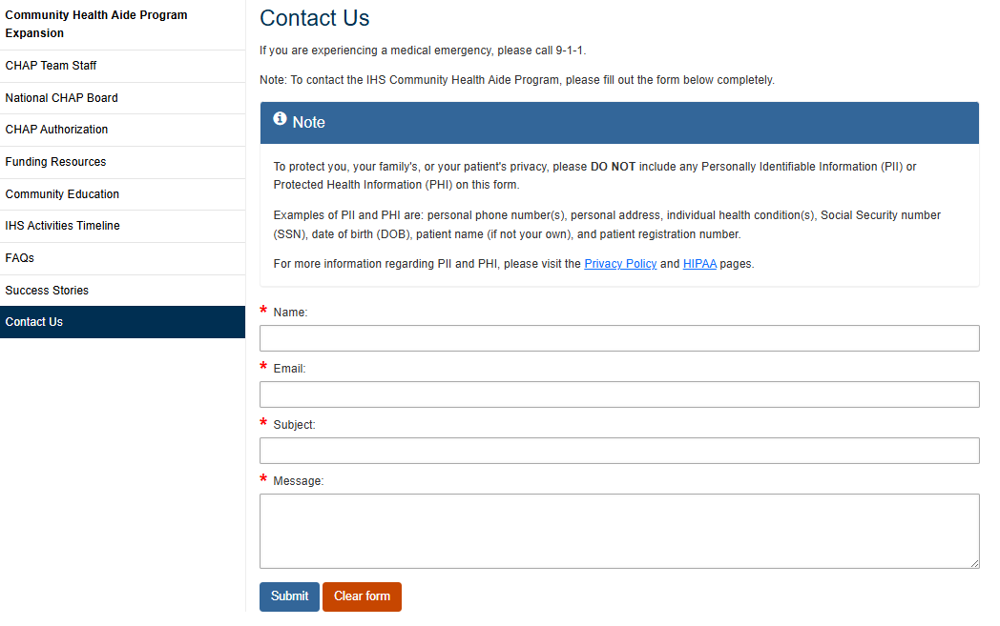 Community Health Aide Program
Expansion
CHAP Team Staff
National CHAP Board
CHAP Authorization
Funding Resources
Community Education
IHS Activities Timeline
FAQs
Success Stories
Contact Us
Contact Us
If you are experiencing a medical emergency, please call 9-1-1.
Note: To contact the IHS Community Health Aide Program, please fill out the form below completely.
Note
To protect you, your family's, or your patient's privacy, please DO NOT include any Personally Identifiable Information (PII) or
Protected Health Information (PHI) on this form.
Examples of PII and PHI are: personal phone number(s), personal address, individual health condition(s), Social Security number
(SSN), date of birth (DOB), patient name (if not your own), and patient registration number.
For more information regarding PII and PHI, please visit the Privacy Policy and HIPAA pages.
* Name:
* Email:
* Subject:
* Message:
Submit Clear form